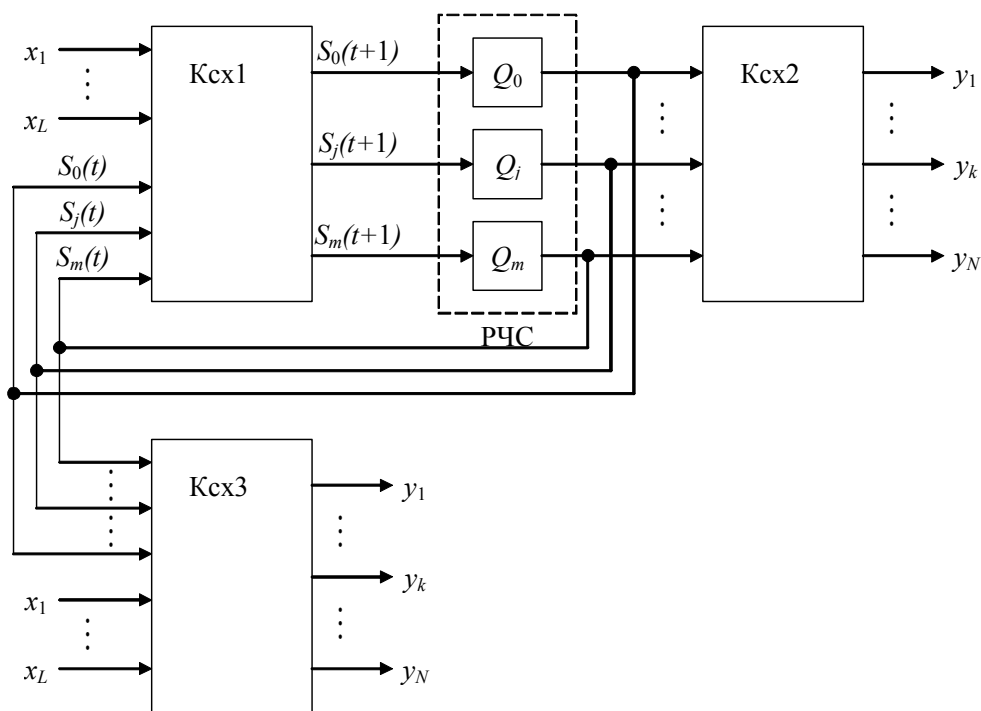 x1
xL
S0(t)
Sj(t)
Sm(t)
Ксх1
S0(t+1)
Sj(t+1)
Sm(t+1)
Q0
Qj
Qm
РЧС
Ксх2
y1
yk
yN
Ксх3
x1
xL
y1
yk
yN